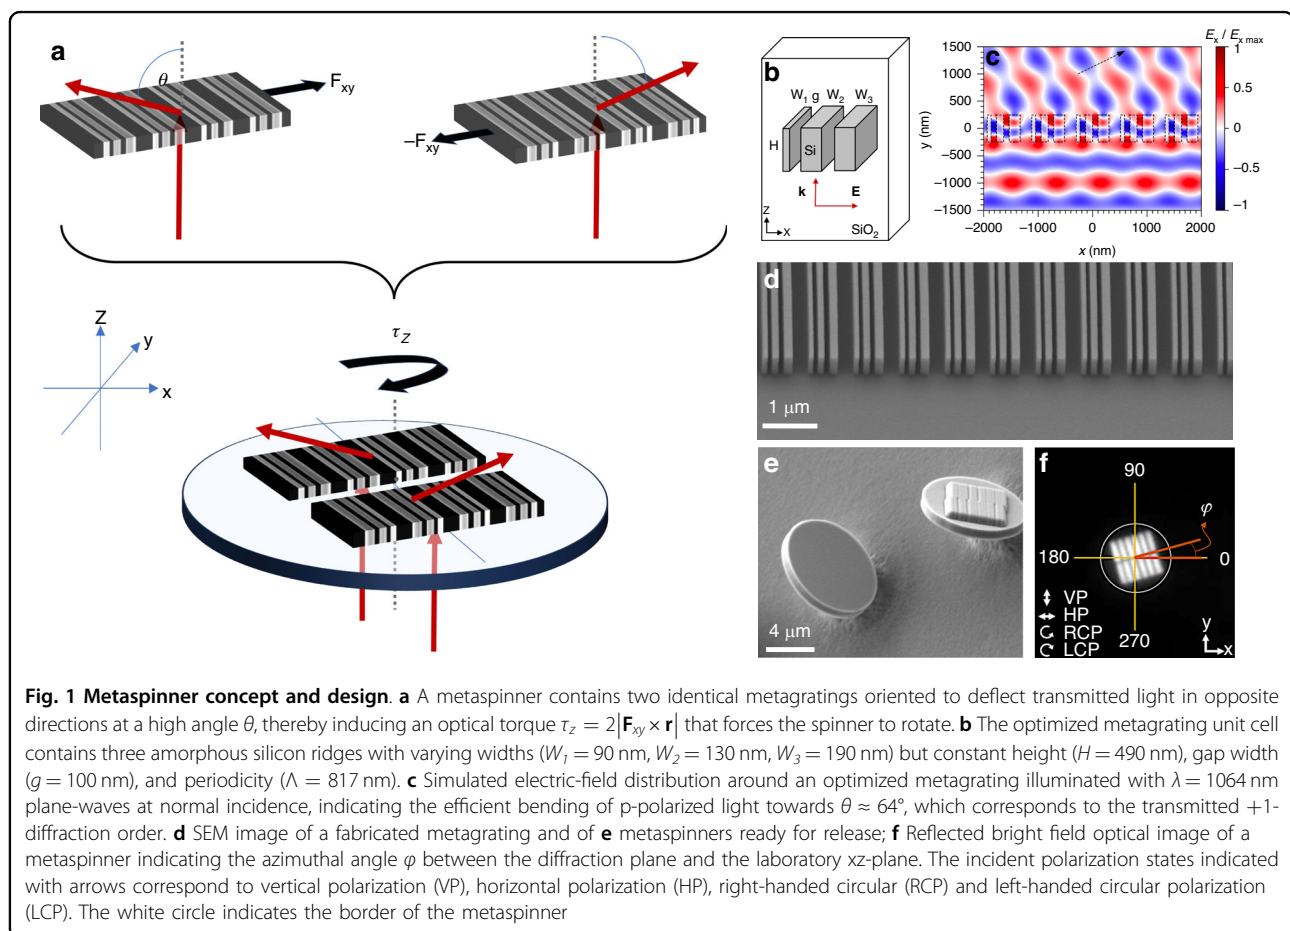 a
θ
F_xy
−F_xy
τ_Z
Z
y
x
b
W₁ g W₂ W₃
H
Si
k
E
Z
x
SiO₂
c
E_x / E_x max
1
0.5
0
−0.5
−1
y (nm)
1500
1000
500
0
−500
−1000
−1500
−2000 −1000 0 1000 2000
x (nm)
d
1 μm
e
4 μm
f
90
φ
180
0
270
VP
HP
RCP
LCP
y
x
Fig. 1 Metaspinner concept and design. a A metaspinner contains two identical metagratings oriented to deflect transmitted light in opposite
directions at a high angle θ, thereby inducing an optical torque τ_z = 2|F_xy × r| that forces the spinner to rotate. b The optimized metagrating unit cell
contains three amorphous silicon ridges with varying widths (W₁ = 90 nm, W₂ = 130 nm, W₃ = 190 nm) but constant height (H = 490 nm), gap width
(g = 100 nm), and periodicity (Λ = 817 nm). c Simulated electric-field distribution around an optimized metagrating illuminated with λ = 1064 nm
plane-waves at normal incidence, indicating the efficient bending of p-polarized light towards θ ≈ 64°, which corresponds to the transmitted +1-
diffraction order. d SEM image of a fabricated metagrating and of e metaspinners ready for release; f Reflected bright field optical image of a
metaspinner indicating the azimuthal angle φ between the diffraction plane and the laboratory xz-plane. The incident polarization states indicated
with arrows correspond to vertical polarization (VP), horizontal polarization (HP), right-handed circular (RCP) and left-handed circular polarization
(LCP). The white circle indicates the border of the metaspinner